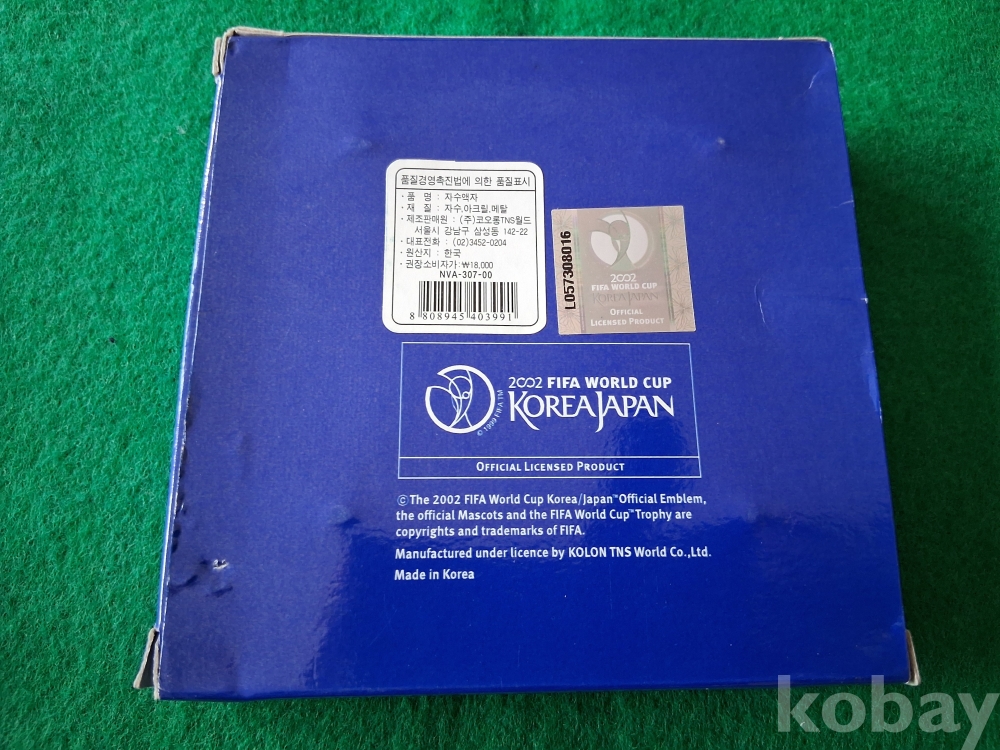 품질경영촉진법에 의한 품질표시
· 품 명 : 자수액자
· 재 질 : 자수,아크릴,메탈
· 제조판매원 : (주)코오롱TNS월드
서울시 강남구 삼성동 142-22
· 대표전화 : (02)3452-0204
· 원산지 : 한국
· 권장소비자가: ₩18,000
NVA-307-00
8 808945 403991
L057308016
2002
FIFA WORLD CUP
KOREA JAPAN
OFFICIAL
LICENSED PRODUCT
© 1999 FIFA TM
2002 FIFA WORLD CUP
KOREA JAPAN
OFFICIAL LICENSED PRODUCT
©The 2002 FIFA World Cup Korea/Japan™Official Emblem,
the official Mascots and the FIFA World Cup™Trophy are
copyrights and trademarks of FIFA.
Manufactured under licence by KOLON TNS World Co.,Ltd.
Made in Korea
kobay